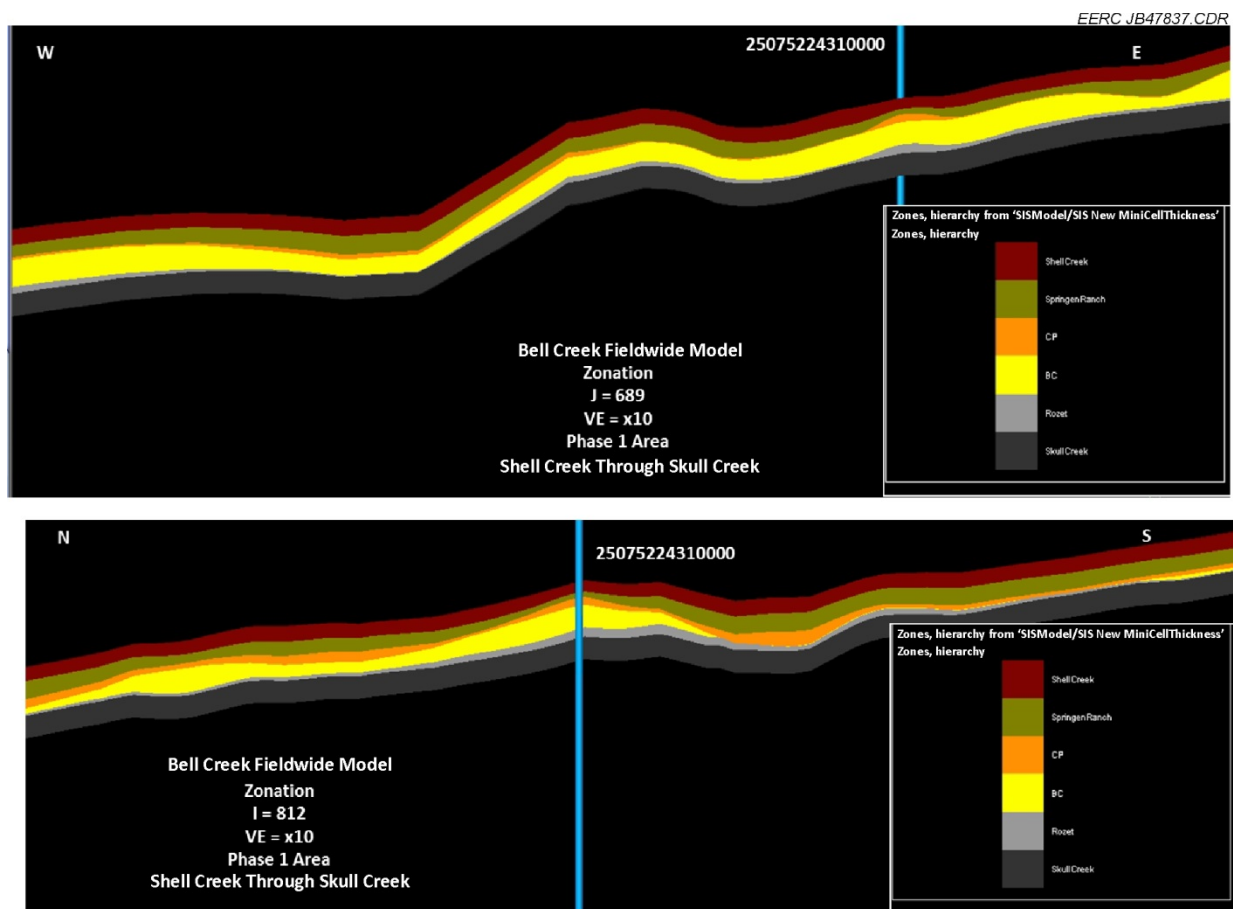 EERC JB47837.CDR
W
25075224310000
E
Zones, hierarchy from 'SISModel/SIS New MiniCellThickness'
Zones, hierarchy
Shell Creek
Springen Ranch
CP
BC
Rozet
Skull Creek
Bell Creek Fieldwide Model
Zonation
J = 689
VE = x10
Phase 1 Area
Shell Creek Through Skull Creek
N
25075224310000
S
Zones, hierarchy from 'SISModel/SIS New MiniCellThickness'
Zones, hierarchy
Shell Creek
Springen Ranch
CP
BC
Rozet
Skull Creek
Bell Creek Fieldwide Model
Zonation
I = 812
VE = x10
Phase 1 Area
Shell Creek Through Skull Creek